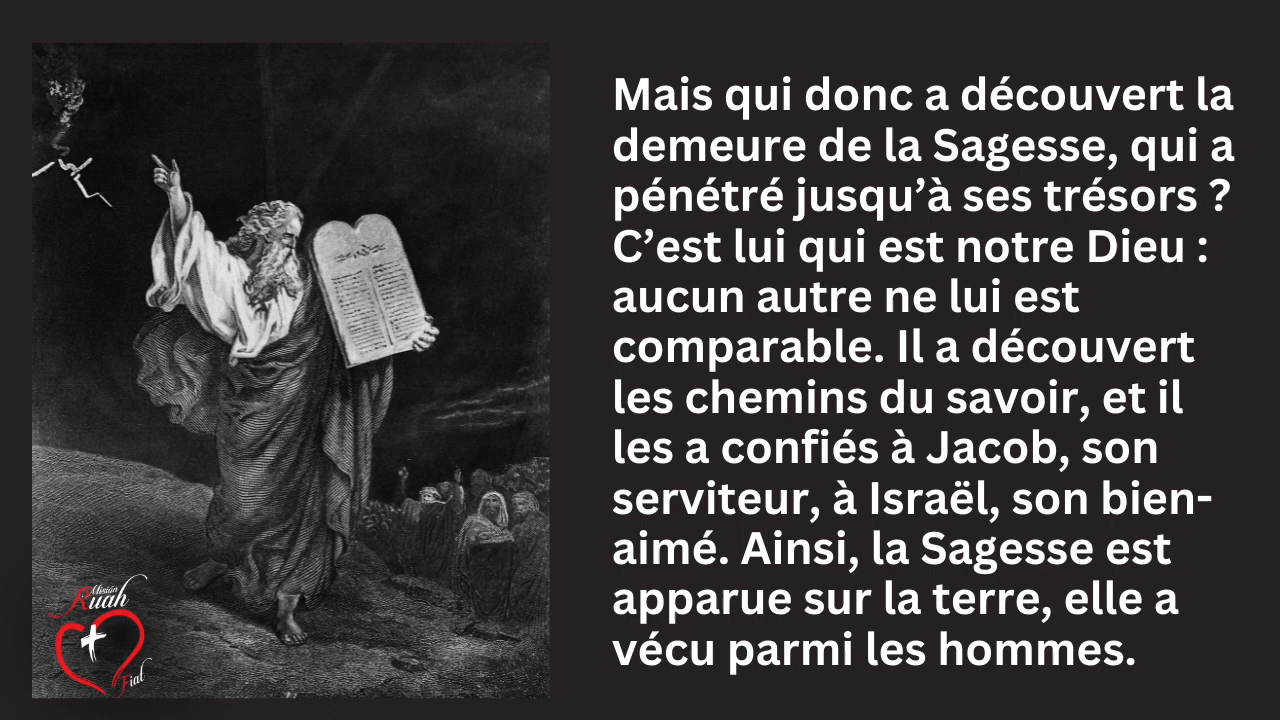 Mais qui donc a découvert la
demeure de la Sagesse, qui a
pénétré jusqu’à ses trésors ?
C’est lui qui est notre Dieu :
aucun autre ne lui est
comparable. Il a découvert
les chemins du savoir, et il
les a confiés à Jacob, son
serviteur, à Israël, son bien-
aimé. Ainsi, la Sagesse est
apparue sur la terre, elle a
vécu parmi les hommes.
Mission
Ruah
Fial